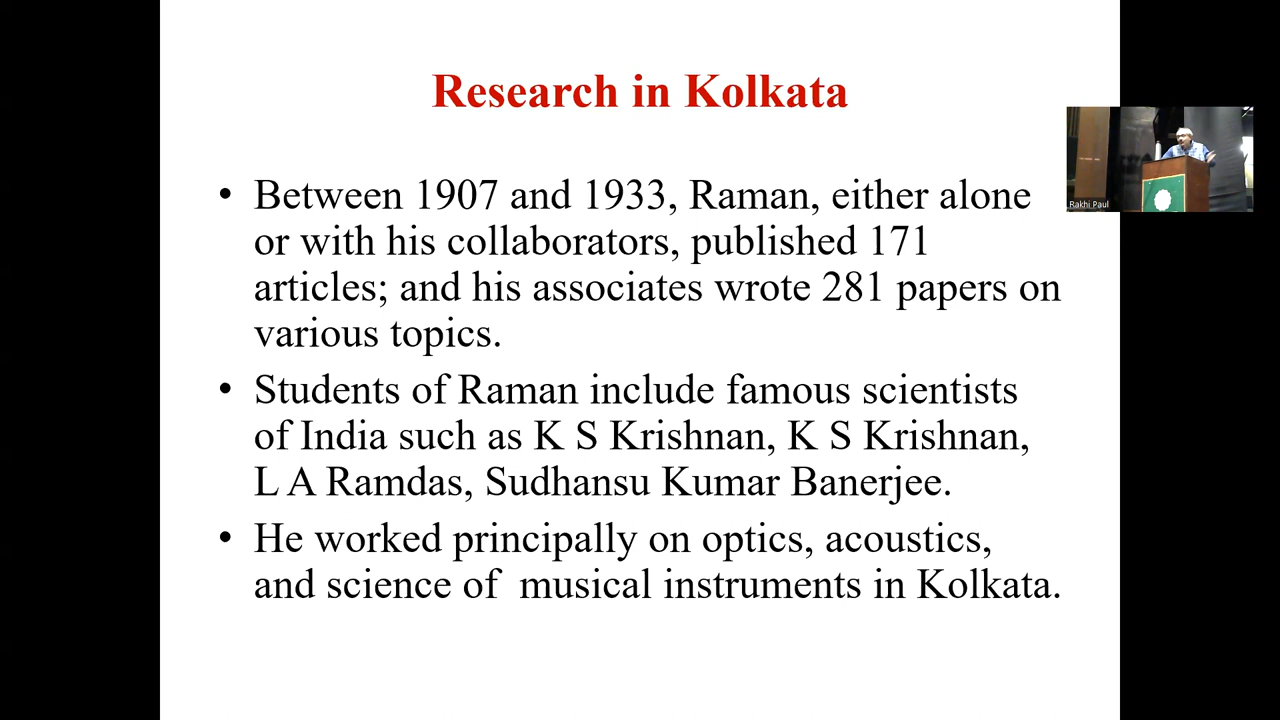 Research in Kolkata
• Between 1907 and 1933, Raman, either alone
or with his collaborators, published 171
articles; and his associates wrote 281 papers on
various topics.
• Students of Raman include famous scientists
of India such as K S Krishnan, K S Krishnan,
L A Ramdas, Sudhansu Kumar Banerjee.
• He worked principally on optics, acoustics,
and science of  musical instruments in Kolkata.
Rakhi Paul